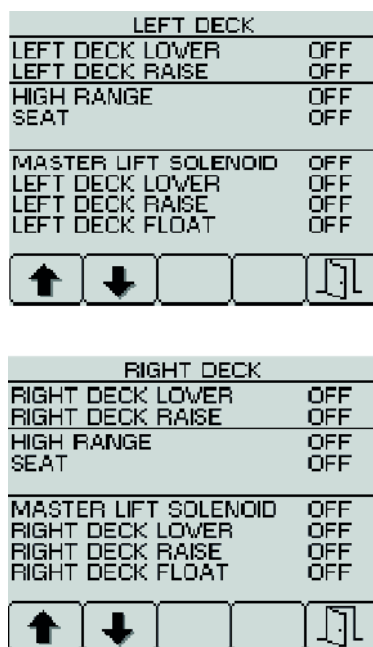 LEFT DECK
LEFT DECK LOWER OFF
LEFT DECK RAISE OFF
HIGH RANGE OFF
SEAT OFF
MASTER LIFT SOLENOID OFF
LEFT DECK LOWER OFF
LEFT DECK RAISE OFF
LEFT DECK FLOAT OFF
RIGHT DECK
RIGHT DECK LOWER OFF
RIGHT DECK RAISE OFF
HIGH RANGE OFF
SEAT OFF
MASTER LIFT SOLENOID OFF
RIGHT DECK LOWER OFF
RIGHT DECK RAISE OFF
RIGHT DECK FLOAT OFF